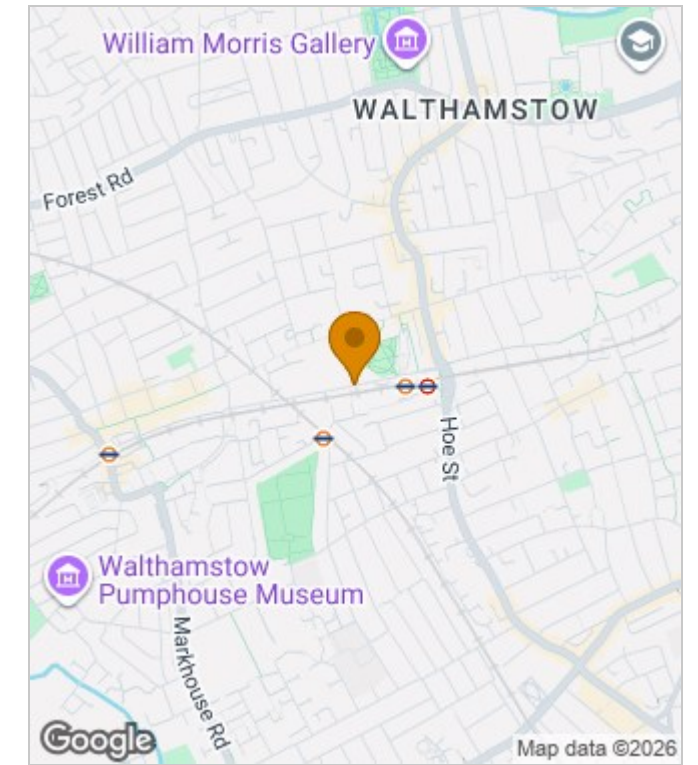 William Morris Gallery
WALTHAMSTOW
Forest Rd
Hoe St
Walthamstow
Pumphouse Museum
Markhouse Rd
Google
Map data ©2026